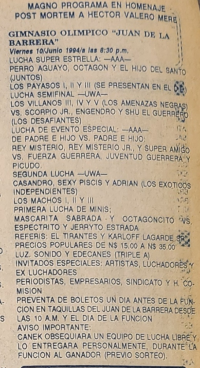 MAGNO PROGRAMA EN HOMENAJE
POST MORTEM A HECTOR VALERO MERE
GIMNASIO OLIMPICO "JUAN DE LA
BARRERA"
Viernes 10/Junio 1994/a las 8:30 p.m.
LUCHA SUPER ESTRELLA: —AAA—
PERRO AGUAYO, OCTAGON Y EL HIJO DEL SANTO
(JUNTOS)
LOS PAYASOS I, II Y III (SE PRESENTAN EN EL
LUCHA SEMIFINAL —UWA—
LOS VILLANOS III, IV Y V (LOS AMENAZAS NEGRAS)
VS. SCORPIO JR., ENGENDRO Y SHU EL GUERRERO
(LOS DESAFIANTES)
LUCHA DE EVENTO ESPECIAL: —AAA—
DE PADRE E HIJO VS. PADRE E HIJO:
REY MISTERIO, REY MISTERIO JR., Y SUPER AMIGO
VS. FUERZA GUERRERA, JUVENTUD GUERRERA Y
PICUDO.
SEGUNDA LUCHA —UWA—
CASANDRO, SEXY PISCIS Y ADRIAN (LOS EXOTICOS
INDEPENDIENTES)
LOS MACHOS I, II Y III
PRIMERA LUCHA DE MINIS:
MASCARITA SABRADA Y OCTAGONCITO VS.
ESPECTRITO Y JERRYTO ESTRADA
REFERIS: EL TIRANTES Y KARLOFF LAGARDE
PRECIOS POPULARES DE N$ 15.00 A N$ 35.00
LUZ, SONIDO Y EDECANES (TRIPLE A)
INVITADOS ESPECIALES: ARTISTAS, LUCHADORES Y
EX LUCHADORES
PERIODISTAS, EMPRESARIOS, SINDICATO Y H. CO-
MISION
PREVENTA DE BOLETOS UN DIA ANTES DE LA FUN-
CION EN TAQUILLAS DEL JUAN DE LA BARRERA DESDE
LAS 10 A.M. Y EL DIA DE LA FUNCION
AVISO IMPORTANTE:
CANEK OBSEQUIARA UN EQUIPO DE LUCHA LIBRE Y
LO ENTREGARA PERSONALMENTE, DURANTE LA
FUNCION AL GANADOR (PREVIO SORTEO).